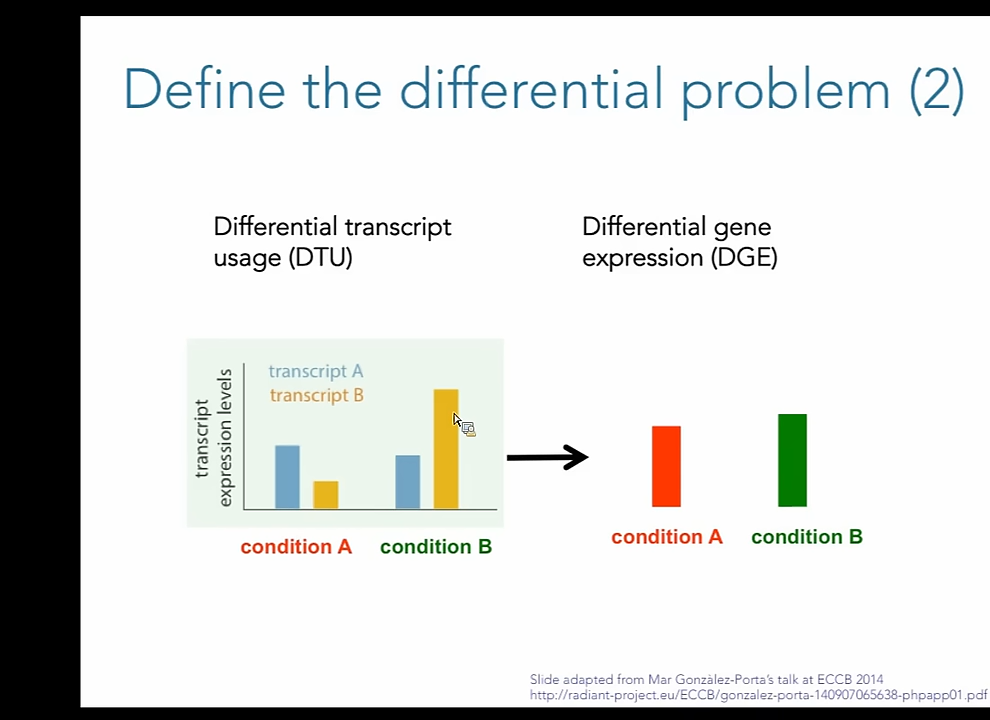 Define the differential problem (2)
Differential transcript
usage (DTU)
Differential gene
expression (DGE)
transcript
expression levels
transcript A
transcript B
condition A
condition B
condition A
condition B
Slide adapted from Mar Gonzàlez-Porta's talk at ECCB 2014
http://radiant-project.eu/ECCB/gonzalez-porta-140907065638-phpapp01.pdf